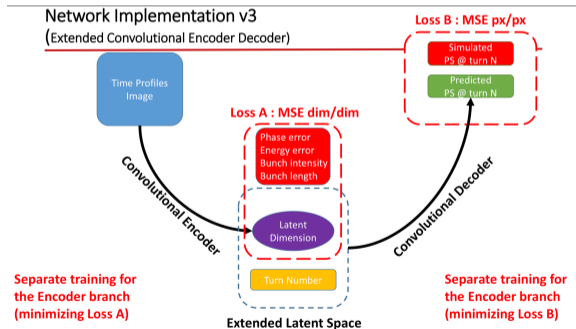 Network Implementation v3
(Extended Convolutional Encoder Decoder)
Loss B : MSE px/px
Simulated
PS @ turn N
Predicted
PS @ turn N
Time Profiles
Image
Loss A : MSE dim/dim
Phase error
Energy error
Bunch intensity
Bunch length
Convolutional Encoder
Latent
Dimension
Convolutional Decoder
Turn Number
Extended Latent Space
Separate training for
the Encoder branch
(minimizing Loss A)
Separate training for
the Encoder branch
(minimizing Loss B)